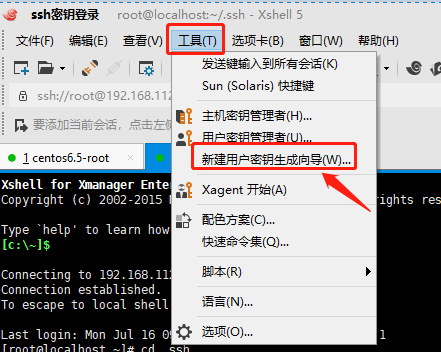 ssh密钥登录 root@localhost:~/.ssh - Xshell 5
文件(F) 编辑(E) 查看(V) 工具(T) 选项卡(B) 窗口(W) 帮助(H)
发送键输入到所有会话(K)
Sun (Solaris) 快捷键
ssh://root@192.168.112
主机密钥管理者(H)...
要添加当前会话，点击左
用户密钥管理者(U)...
1 centos6.5-root
新建用户密钥生成向导(W)...
Xshell for Xmanager Enter
Xagent 开始(A)
Copyright (c) 2002-2015 ghts res
配色方案(C)...
Type `help' to learn how
快速命令集(Q)...
[c:\~]$
脚本(R)
Connecting to 192.168.112
Connection established.
语言(N)...
To escape to local shell
选项(O)...
Last login: Mon Jul 16 09 1
[root@localhost ~]# cd .ssh